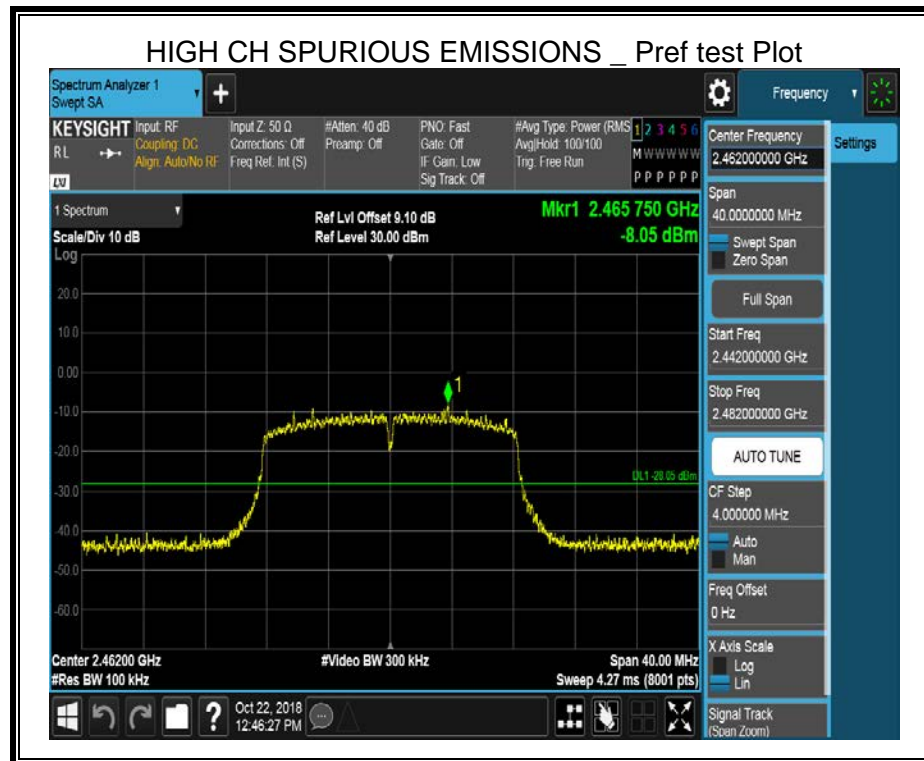 HIGH CH SPURIOUS EMISSIONS _ Pref test Plot
Spectrum Analyzer 1
Swept SA
+
Frequency
KEYSIGHT
RL
LXI
Input: RF
Coupling: DC
Align: Auto/No RF
Input Z: 50 Ω
Corrections: Off
Freq Ref: Int (S)
#Atten: 40 dB
Preamp: Off
PNO: Fast
Gate: Off
IF Gain: Low
Sig Track: Off
#Avg Type: Power (RMS
Avg|Hold: 100/100
Trig: Free Run
1 2 3 4 5 6
M W W W W W
P P P P P P
Center Frequency
2.462000000 GHz
Settings
Span
40.0000000 MHz
Swept Span
Zero Span
Full Span
Start Freq
2.442000000 GHz
Stop Freq
2.482000000 GHz
AUTO TUNE
CF Step
4.000000 MHz
Auto
Man
Freq Offset
0 Hz
X Axis Scale
Log
Lin
Signal Track
(Span Zoom)
1 Spectrum
Scale/Div 10 dB
Log
Ref Lvl Offset 9.10 dB
Ref Level 30.00 dBm
Mkr1 2.465 750 GHz
-8.05 dBm
20.0
10.0
0.00
-10.0
-20.0
-30.0
-40.0
-50.0
-60.0
1
DL1 -28.05 dBm
Center 2.46200 GHz
#Res BW 100 kHz
#Video BW 300 kHz
Span 40.00 MHz
Sweep 4.27 ms (8001 pts)
?
Oct 22, 2018
12:46:27 PM